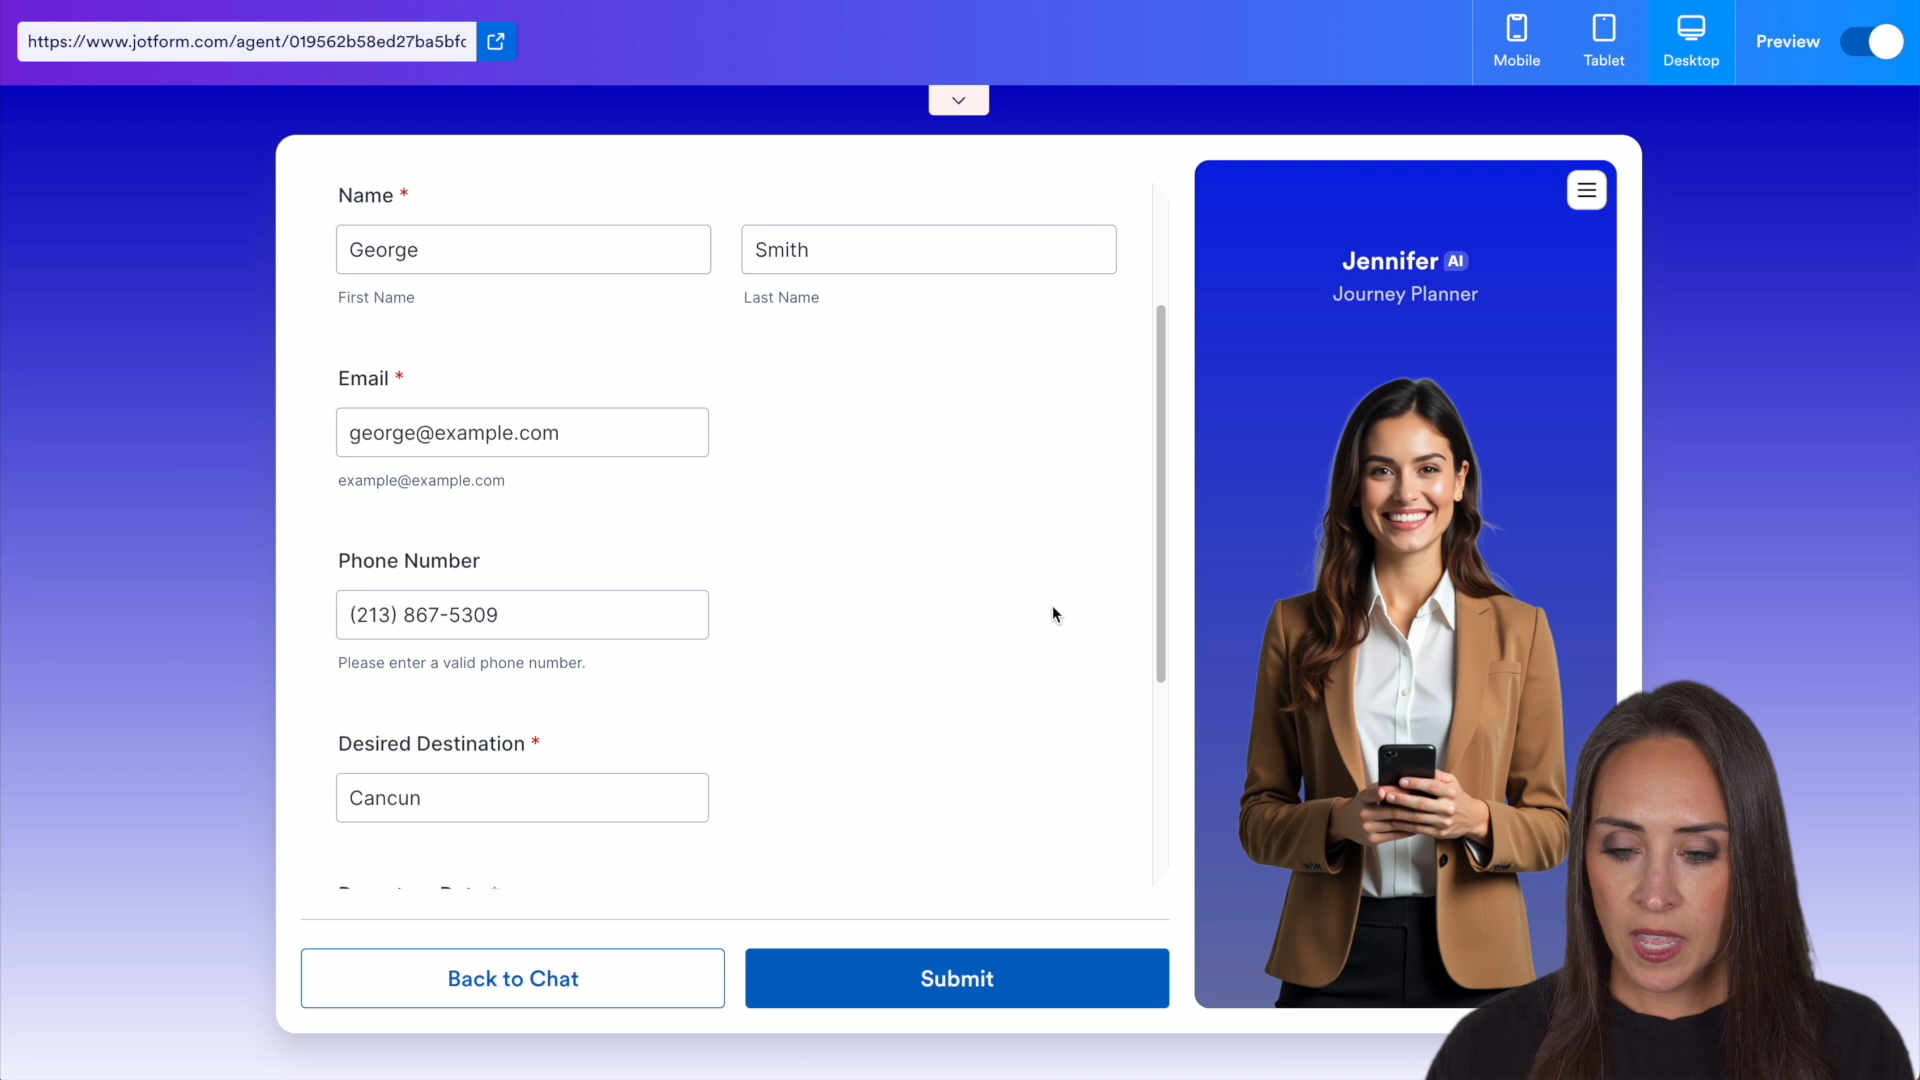 https://www.jotform.com/agent/019562b58ed27ba5bfc
Mobile
Tablet
Desktop
Preview
Name *
George
Smith
First Name
Last Name
Email *
george@example.com
example@example.com
Phone Number
(213) 867-5309
Please enter a valid phone number.
Desired Destination *
Cancun
Back to Chat
Submit
Jennifer AI
Journey Planner